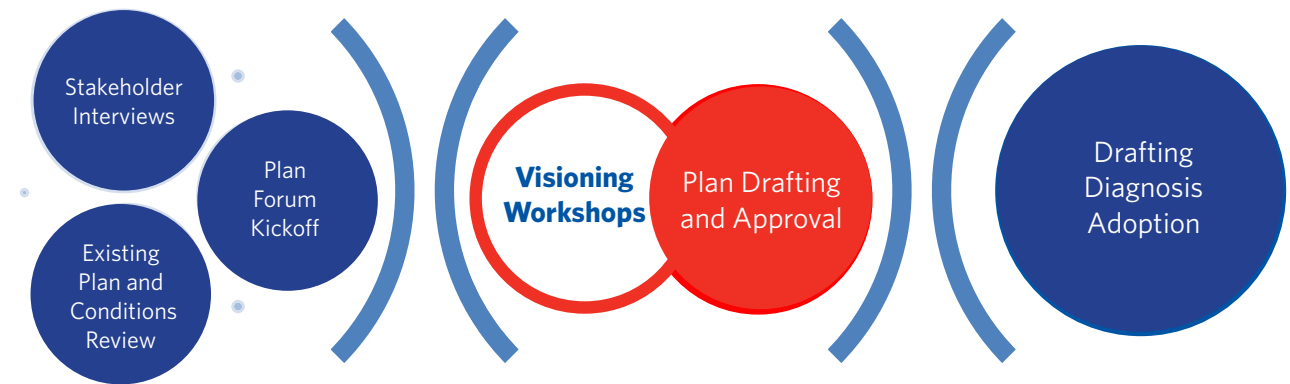 Stakeholder
Interviews
Plan
Forum
Kickoff
Existing
Plan and
Conditions
Review
Visioning
Workshops
Plan Drafting
and Approval
Drafting
Diagnosis
Adoption